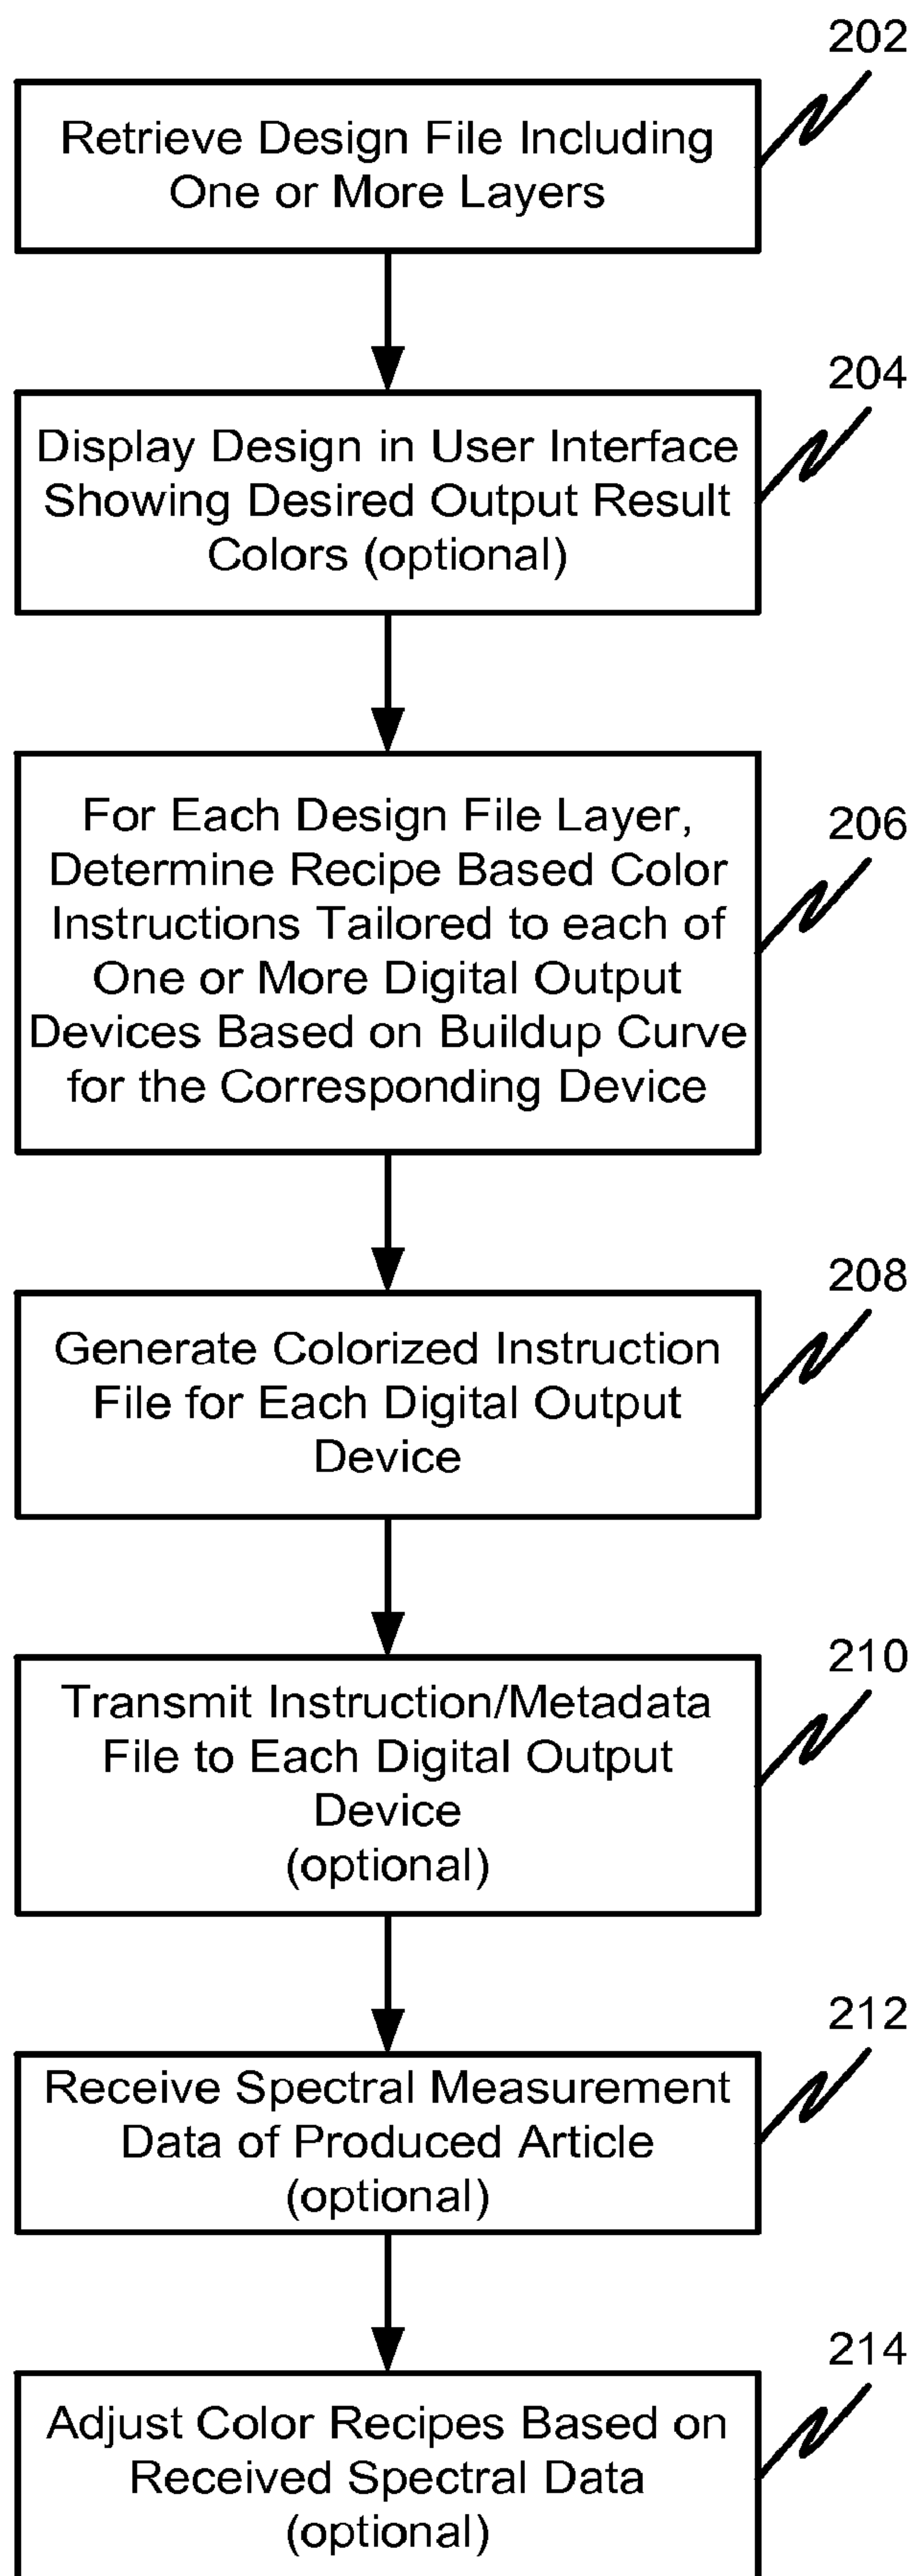 202
Retrieve Design File Including
One or More Layers
204
Display Design in User Interface
Showing Desired Output Result
Colors (optional)
206
For Each Design File Layer,
Determine Recipe Based Color
Instructions Tailored to each of
One or More Digital Output
Devices Based on Buildup Curve
for the Corresponding Device
208
Generate Colorized Instruction
File for Each Digital Output
Device
210
Transmit Instruction/Metadata
File to Each Digital Output
Device
(optional)
212
Receive Spectral Measurement
Data of Produced Article
(optional)
214
Adjust Color Recipes Based on
Received Spectral Data
(optional)